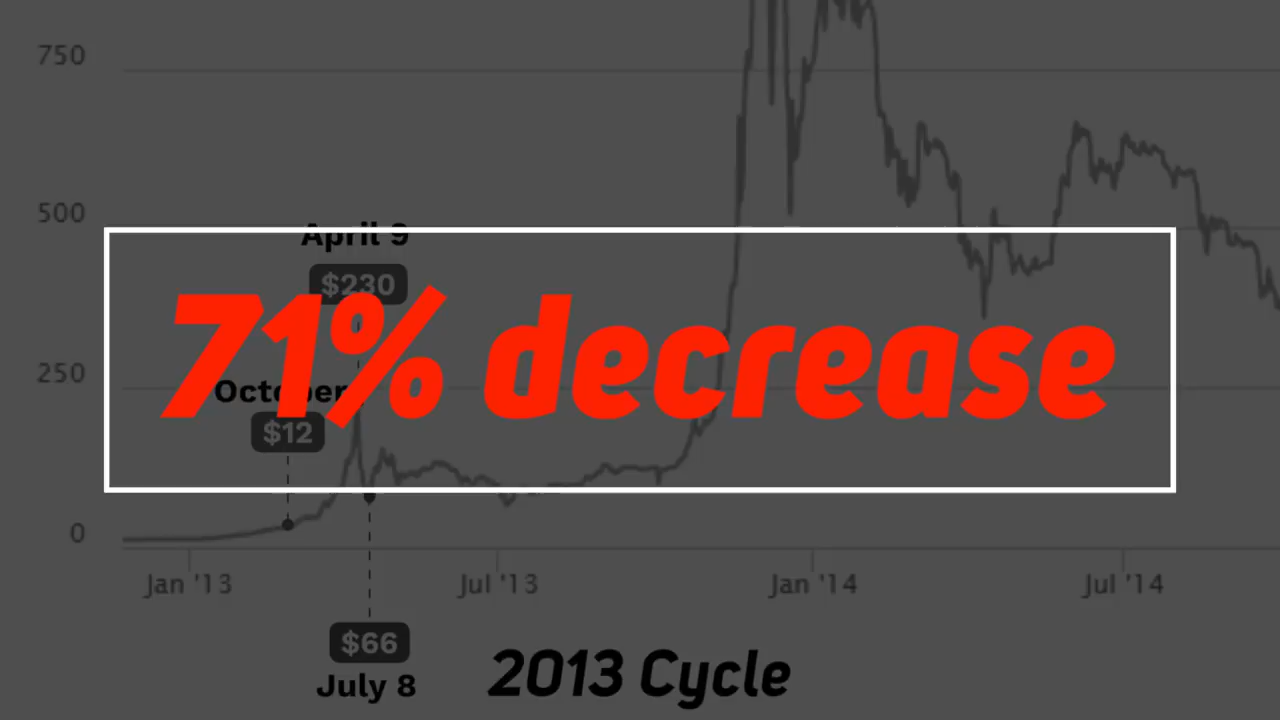 750
500
April 9
$230
71% decrease
250
October
$12
0
Jan '13
Jul '13
Jan '14
Jul '14
$66
July 8
2013 Cycle